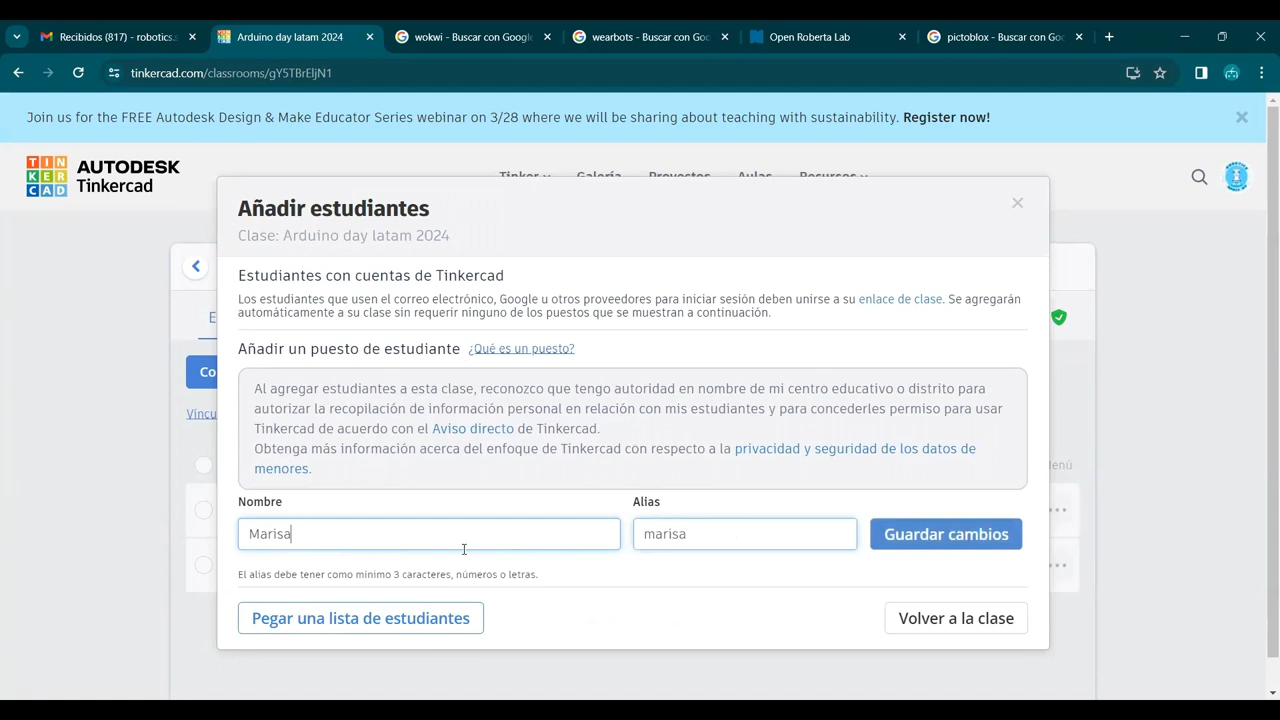 Recibidos (817) - robotics.
Arduino day latam 2024
wokwi - Buscar con Google
wearbots - Buscar con Goo
Open Roberta Lab
pictoblox - Buscar con Goo
tinkercad.com/classrooms/gY5TBrEljN1
Join us for the FREE Autodesk Design & Make Educator Series webinar on 3/28 where we will be sharing about teaching with sustainability. Register now!
TIN
KER
CAD
AUTODESK
Tinkercad
Tinker Galería Proyectos Aulas Recursos
Añadir estudiantes
Clase: Arduino day latam 2024
Estudiantes con cuentas de Tinkercad
Los estudiantes que usen el correo electrónico, Google u otros proveedores para iniciar sesión deben unirse a su enlace de clase. Se agregarán
automáticamente a su clase sin requerir ninguno de los puestos que se muestran a continuación.
E
Añadir un puesto de estudiante ¿Qué es un puesto?
Co
Al agregar estudiantes a esta clase, reconozco que tengo autoridad en nombre de mi centro educativo o distrito para
autorizar la recopilación de información personal en relación con mis estudiantes y para concederles permiso para usar
Tinkercad de acuerdo con el Aviso directo de Tinkercad.
Víncu
Obtenga más información acerca del enfoque de Tinkercad con respecto a la privacidad y seguridad de los datos de
menores.
enú
Nombre
Alias
Marisa
marisa
Guardar cambios
El alias debe tener como mínimo 3 caracteres, números o letras.
Pegar una lista de estudiantes
Volver a la clase